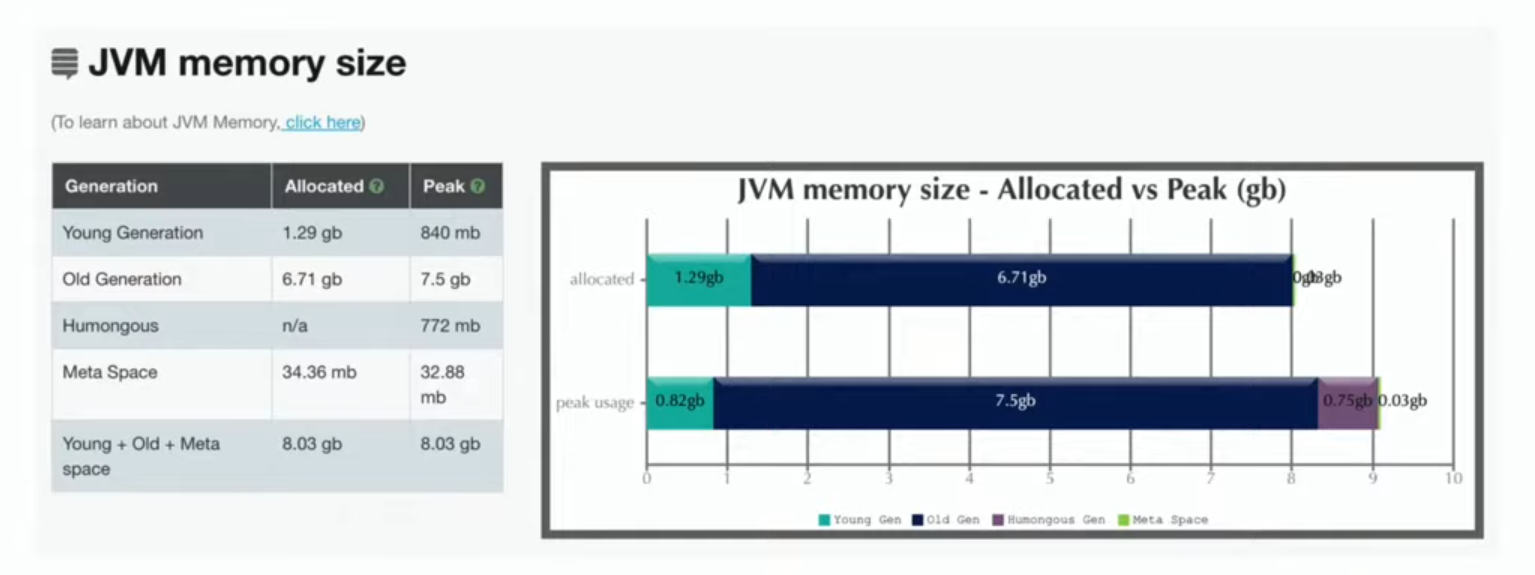 JVM memory size
(To learn about JVM Memory, click here)
Generation Allocated ? Peak ?
Young Generation 1.29 gb 840 mb
Old Generation 6.71 gb 7.5 gb
Humongous n/a 772 mb
Meta Space 34.36 mb 32.88
mb
Young + Old + Meta 8.03 gb 8.03 gb
space
JVM memory size - Allocated vs Peak (gb)
allocated 1.29gb 6.71gb
peak usage 0.82gb 7.5gb 0.75gb 0.03gb
0 1 2 3 4 5 6 7 8 9 10
Young Gen Old Gen Humongous Gen Meta Space